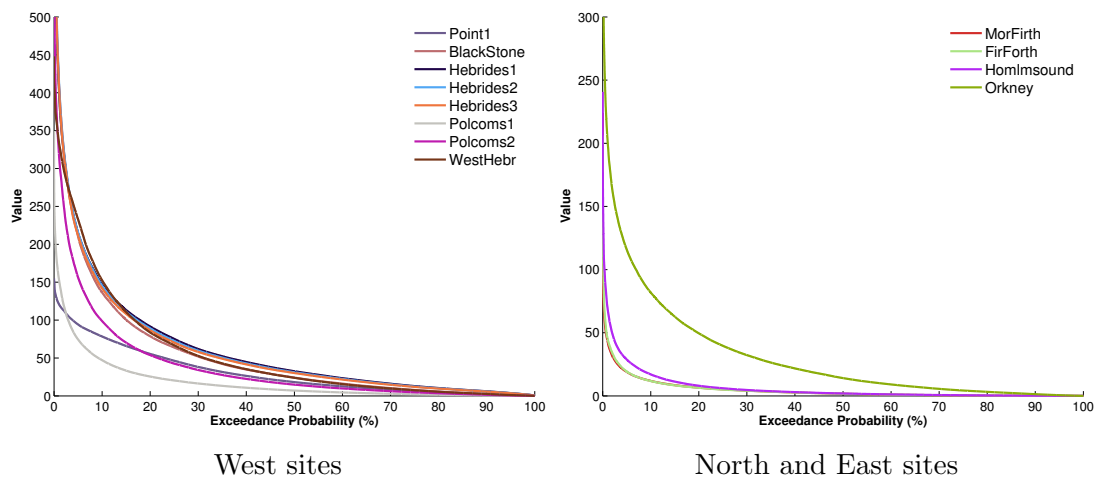 500
450
400
350
300
250
200
150
100
50
0
Value
0 10 20 30 40 50 60 70 80 90 100
Exceedance Probability (%)
Point1
BlackStone
Hebrides1
Hebrides2
Hebrides3
Polcoms1
Polcoms2
WestHebr
West sites
300
250
200
150
100
50
0
Value
0 10 20 30 40 50 60 70 80 90 100
Exceedance Probability (%)
MorFirth
FirForth
Homlmsound
Orkney
North and East sites